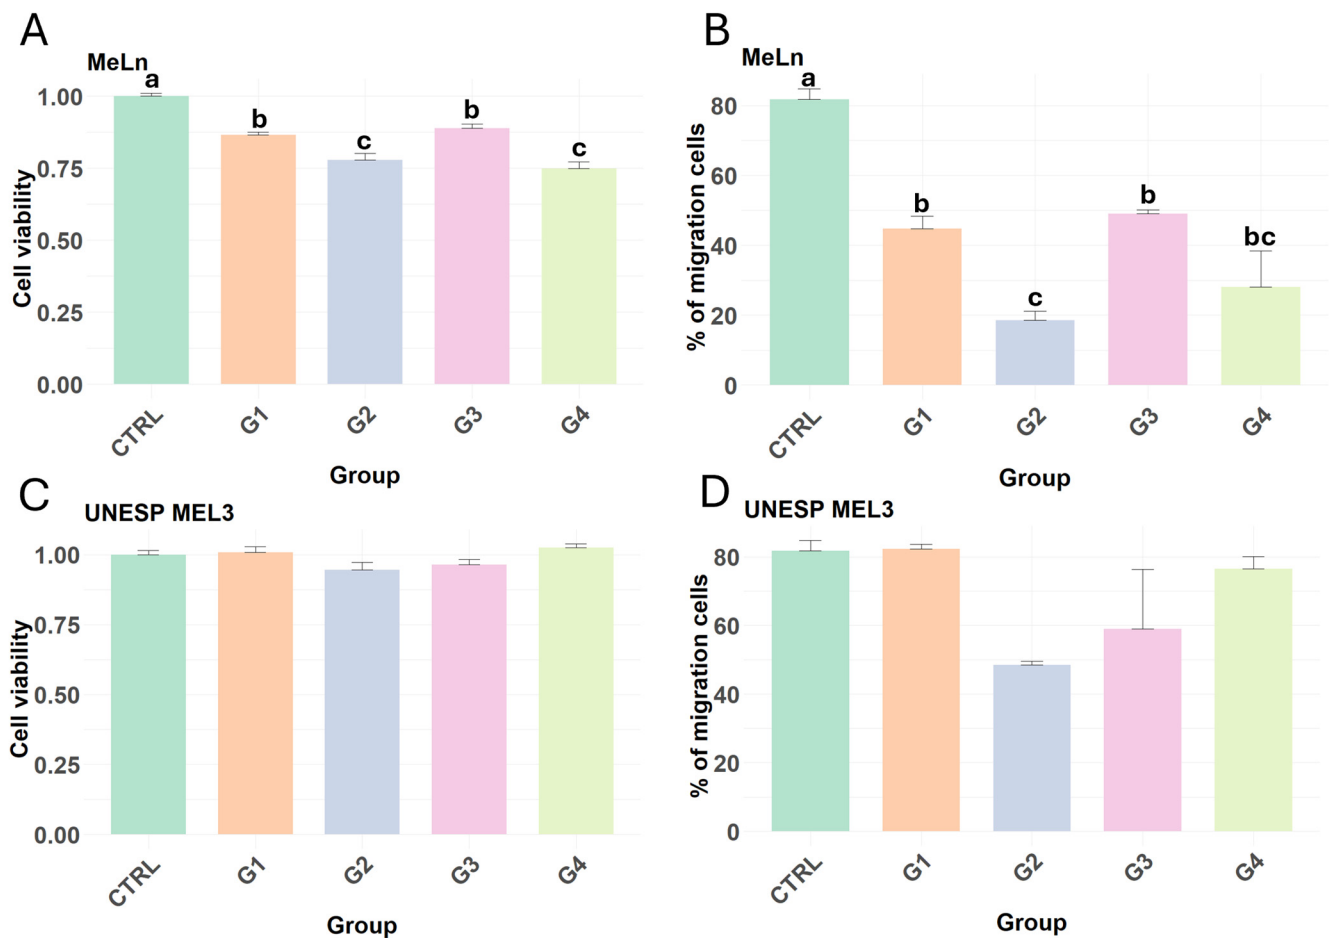 A
MeLn
a
b
c
b
c
1.00
0.75
0.50
0.25
0.00
Cell viability
CTRL
G1
G2
G3
G4
Group
B
MeLn
a
b
c
b
bc
80
60
40
20
0
% of migration cells
CTRL
G1
G2
G3
G4
Group
C
UNESP MEL3
1.00
0.75
0.50
0.25
0.00
Cell viability
CTRL
G1
G2
G3
G4
Group
D
UNESP MEL3
80
60
40
20
0
% of migration cells
CTRL
G1
G2
G3
G4
Group